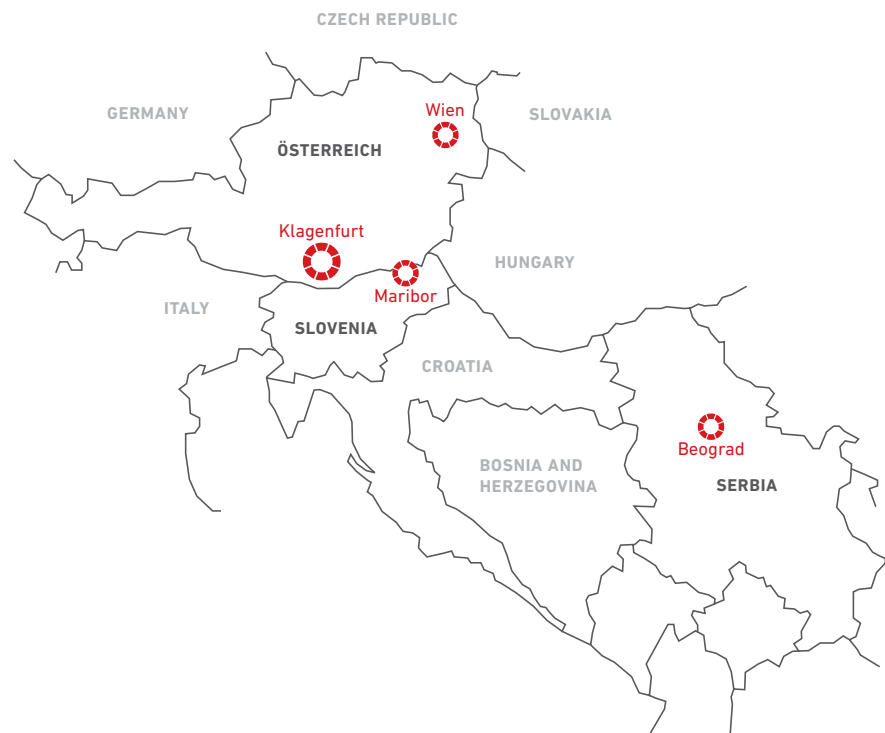 CZECH REPUBLIC
GERMANY
Wien
SLOVAKIA
ÖSTERREICH
Klagenfurt
HUNGARY
Maribor
ITALY
SLOVENIA
CROATIA
Beograd
BOSNIA AND
HERZEGOVINA
SERBIA